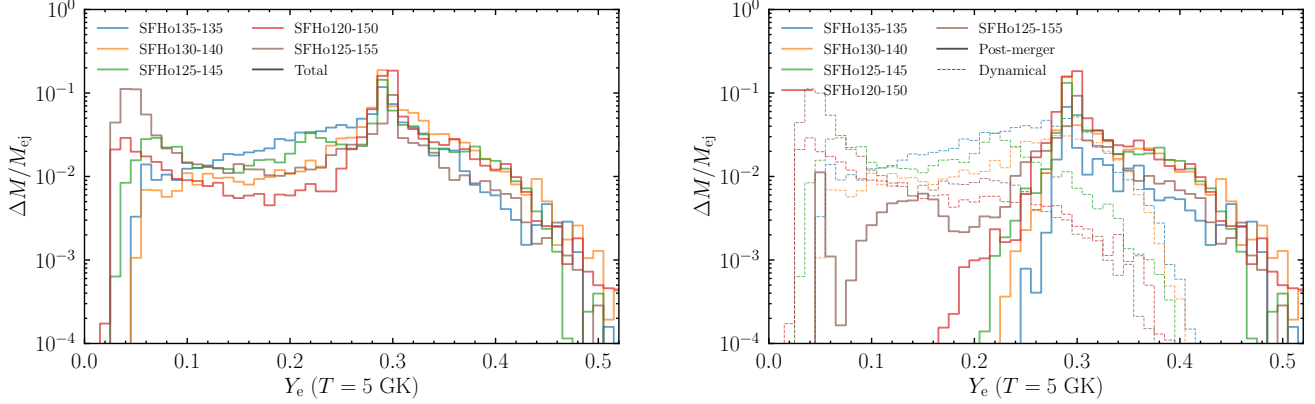 10^0
10^-1
10^-2
10^-3
10^-4
ΔM/M_ej
SFHo135-135
SFHo130-140
SFHo125-145
SFHo120-150
SFHo125-155
Total
0.0 0.1 0.2 0.3 0.4 0.5
Y_e (T = 5 GK)
10^0
10^-1
10^-2
10^-3
10^-4
ΔM/M_ej
SFHo135-135
SFHo130-140
SFHo125-145
SFHo120-150
SFHo125-155
Post-merger
Dynamical
0.0 0.1 0.2 0.3 0.4 0.5
Y_e (T = 5 GK)